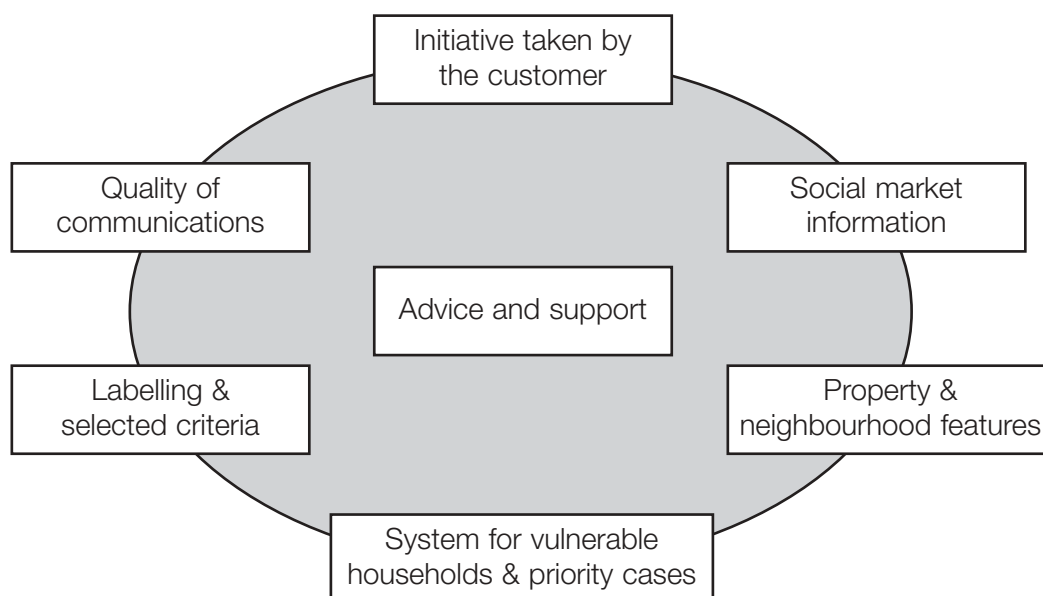 Initiative taken by
the customer
Quality of
communications
Social market
information
Advice and support
Labelling &
selected criteria
Property &
neighbourhood features
System for vulnerable
households & priority cases